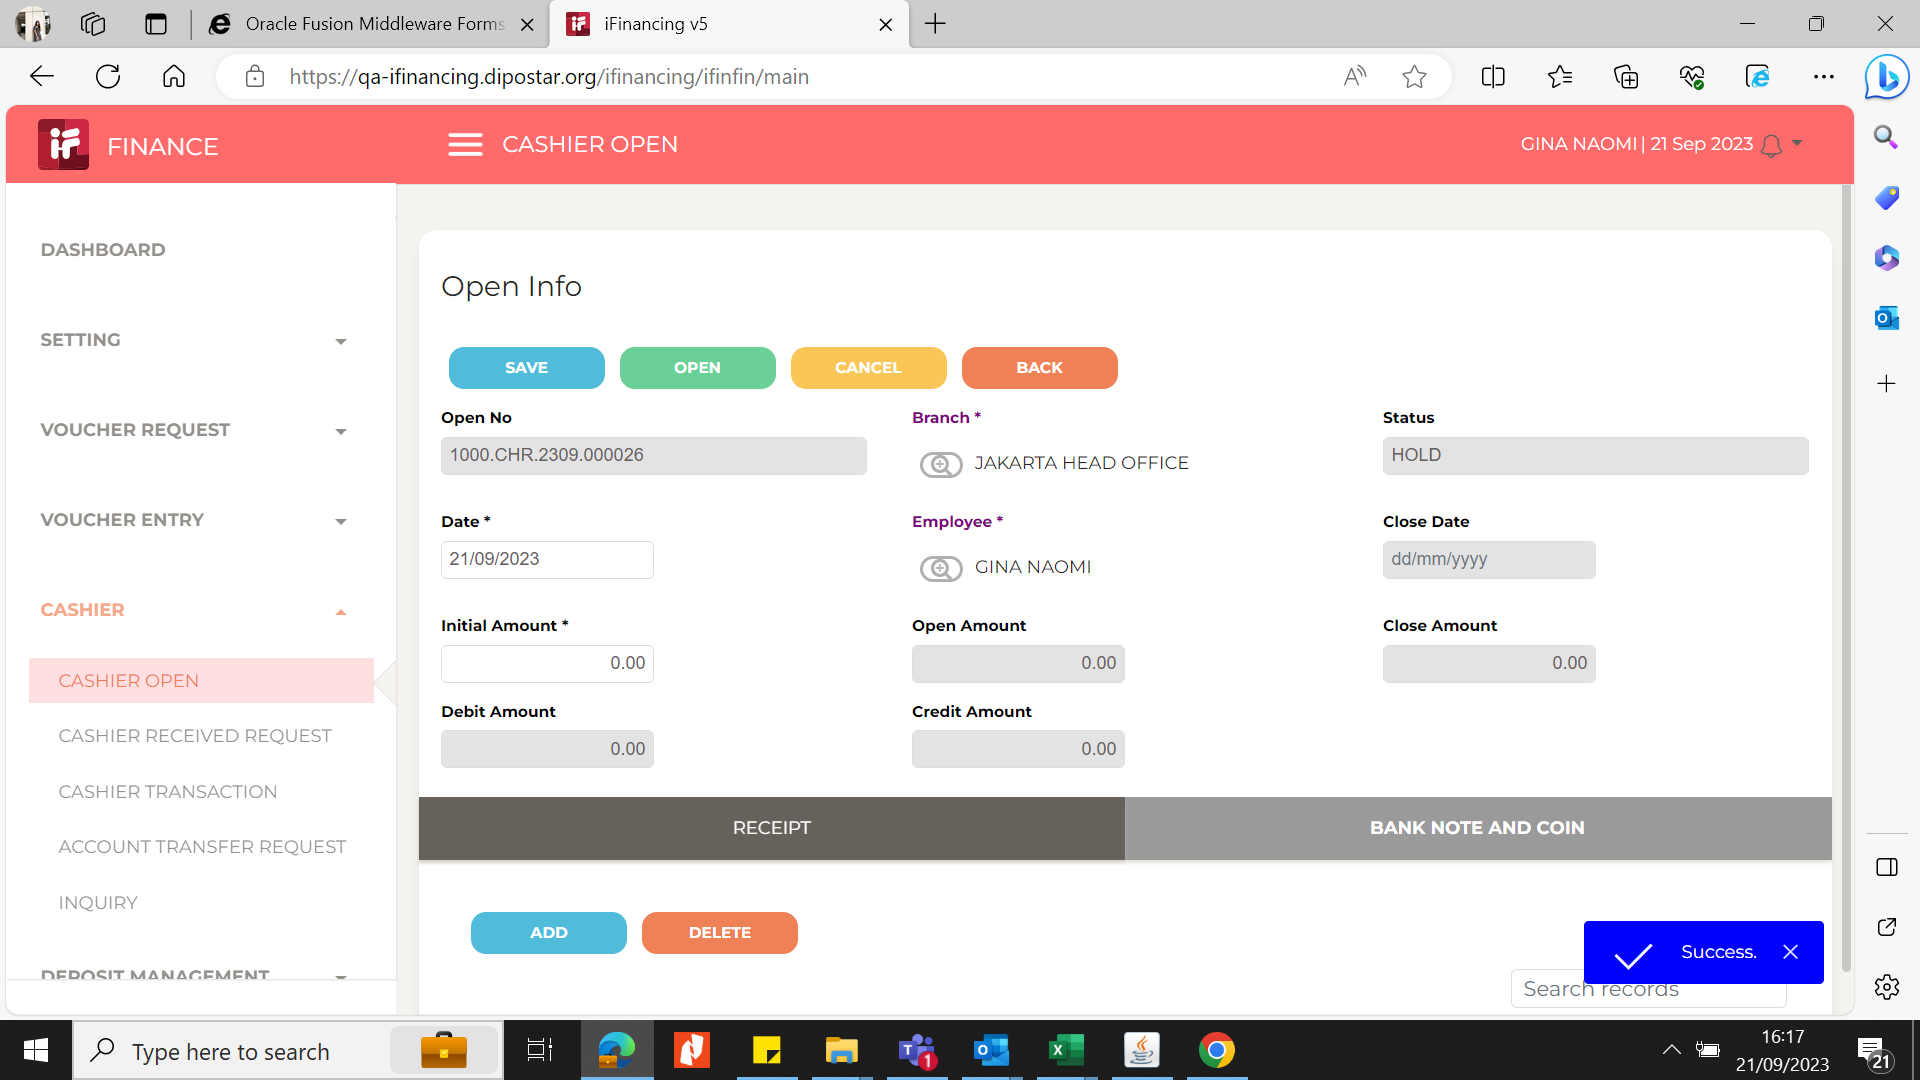 Oracle Fusion Middleware Forms
iFinancing v5
https://qa-ifinancing.dipostar.org/ifinancing/ifinfin/main
iF FINANCE
CASHIER OPEN
GINA NAOMI | 21 Sep 2023
DASHBOARD
SETTING
VOUCHER REQUEST
VOUCHER ENTRY
CASHIER
CASHIER OPEN
CASHIER RECEIVED REQUEST
CASHIER TRANSACTION
ACCOUNT TRANSFER REQUEST
INQUIRY
DEPOSIT MANAGEMENT
Open Info
SAVE OPEN CANCEL BACK
Open No Branch * Status
1000.CHR.2309.000026 JAKARTA HEAD OFFICE HOLD
Date * Employee * Close Date
21/09/2023 GINA NAOMI dd/mm/yyyy
Initial Amount * Open Amount Close Amount
0.00 0.00 0.00
Debit Amount Credit Amount
0.00 0.00
RECEIPT BANK NOTE AND COIN
ADD DELETE
Success.
Search records
Type here to search
1
16:17
21/09/2023
21